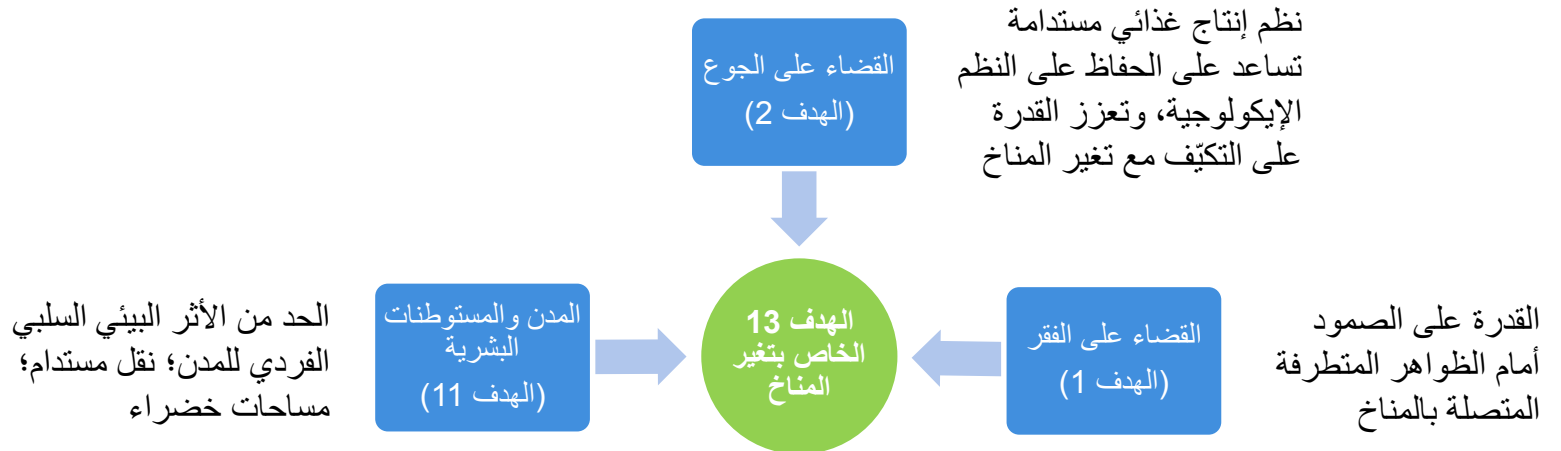 نظم إنتاج غذائي مستدامة
تساعد على الحفاظ على النظم
الإيكولوجية، وتعزز القدرة
على التكيّف مع تغير المناخ
القضاء على الجوع
(الهدف 2)
القدرة على الصمود
أمام الظواهر المتطرفة
المتصلة بالمناخ
القضاء على الفقر
(الهدف 1)
الهدف 13
الخاص بتغير
المناخ
المدن والمستوطنات
البشرية
(الهدف 11)
الحد من الأثر البيئي السلبي
الفردي للمدن؛ نقل مستدام؛
مساحات خضراء